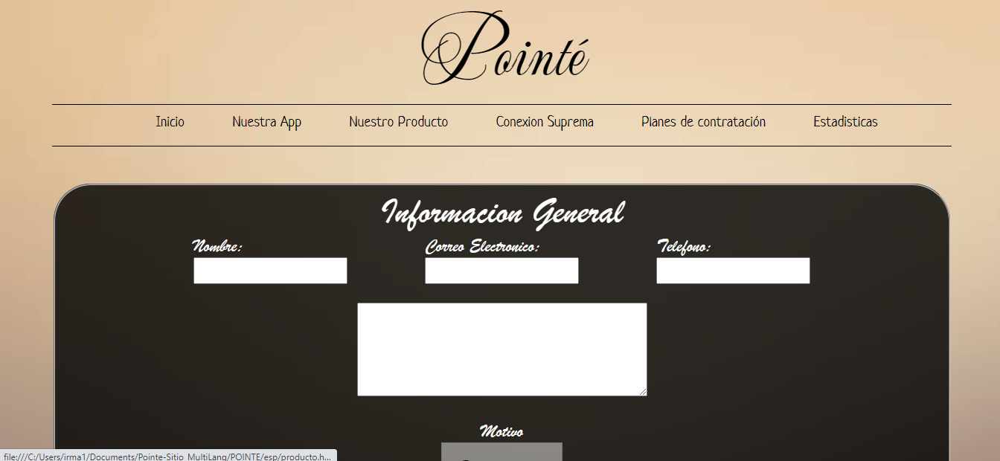 Pointé
Inicio Nuestra App Nuestro Producto Conexion Suprema Planes de contratación Estadisticas
Informacion General
Nombre: Correo Electronico: Telefono:
Motivo
file:///C:/Users/irma1/Documents/Pointe-Sitio_MultiLang/POINTE/esp/producto.h...